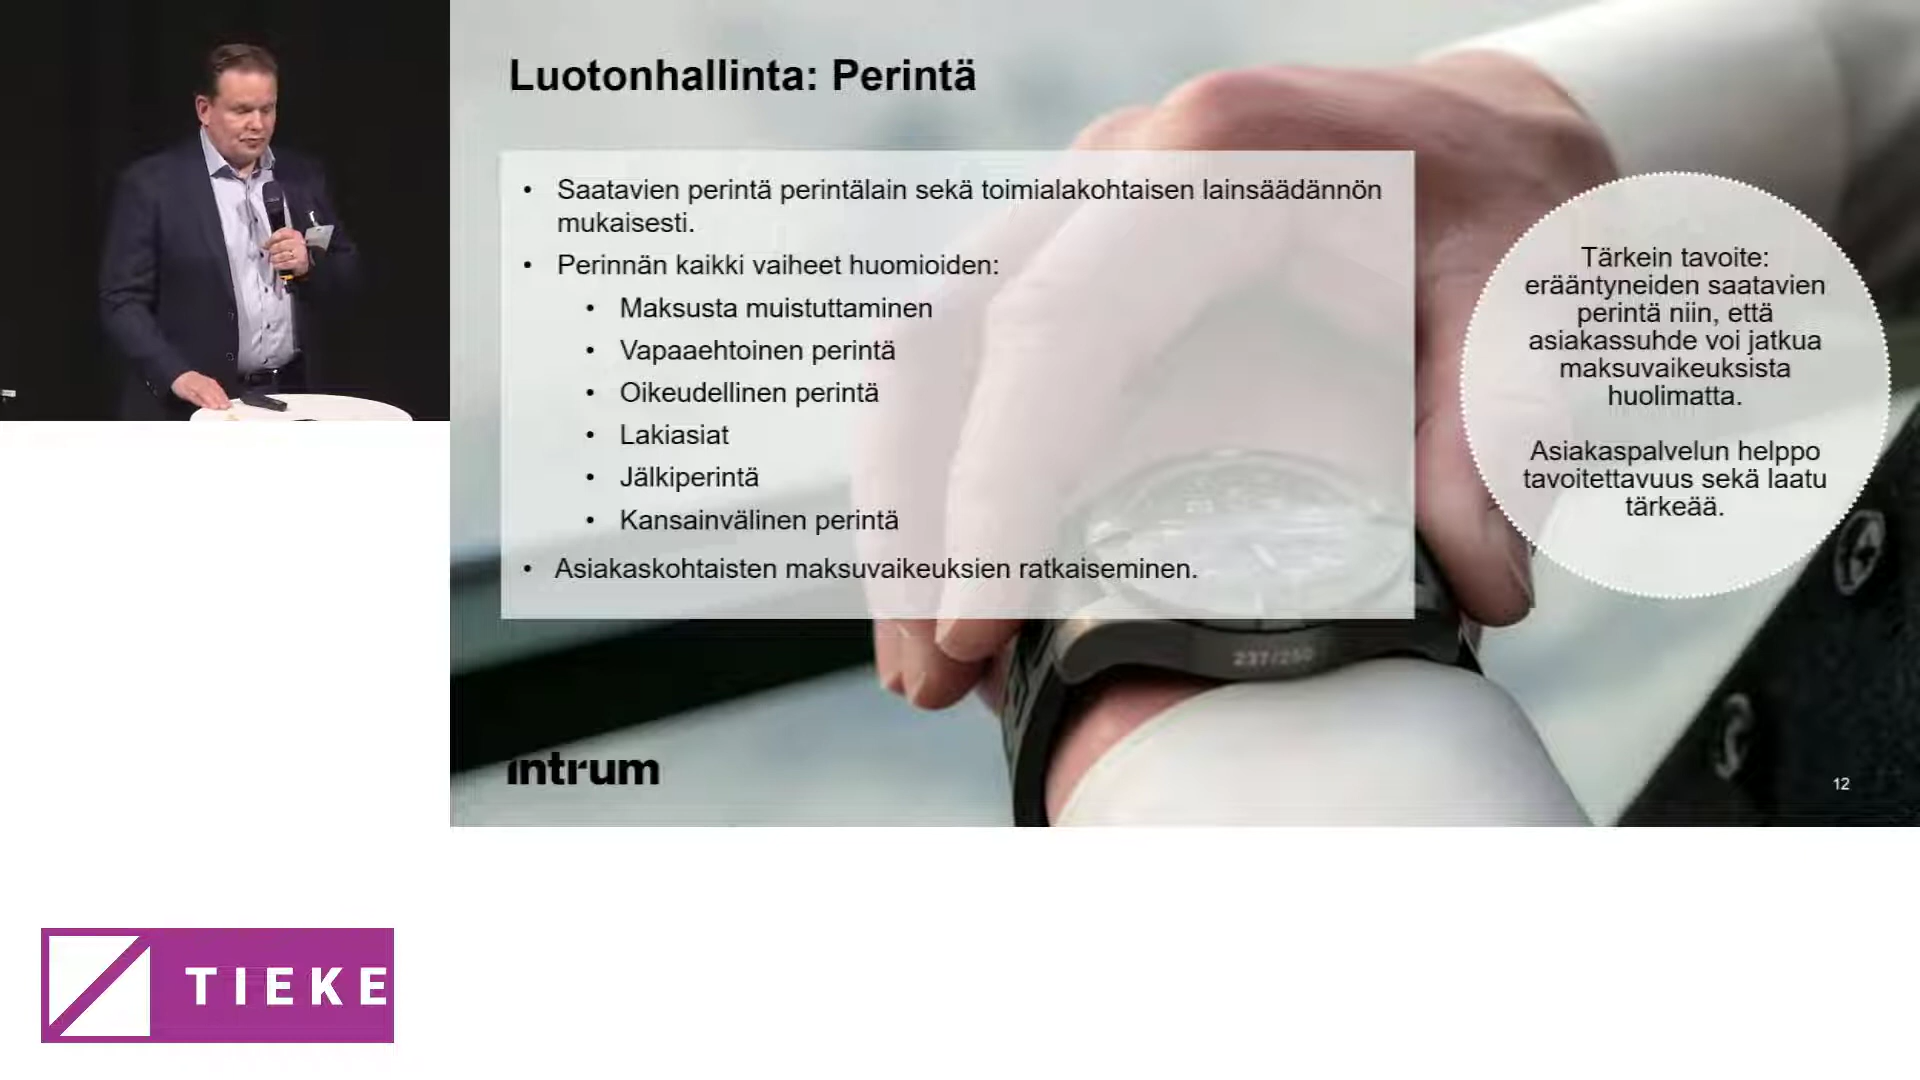 Luotonhallinta: Perintä
• Saatavien perintä perintälain sekä toimialakohtaisen lainsäädännön
mukaisesti.
• Perinnän kaikki vaiheet huomioiden:
• Maksusta muistuttaminen
• Vapaaehtoinen perintä
• Oikeudellinen perintä
• Lakiasiat
• Jälkiperintä
• Kansainvälinen perintä
• Asiakaskohtaisten maksuvaikeuksien ratkaiseminen.
Tärkein tavoite:
erääntyneiden saatavien
perintä niin, että
asiakassuhde voi jatkua
maksuvaikeuksista
huolimatta.
Asiakaspalvelun helppo
tavoitettavuus sekä laatu
tärkeää.
237/250
intrum
12
TIEKE